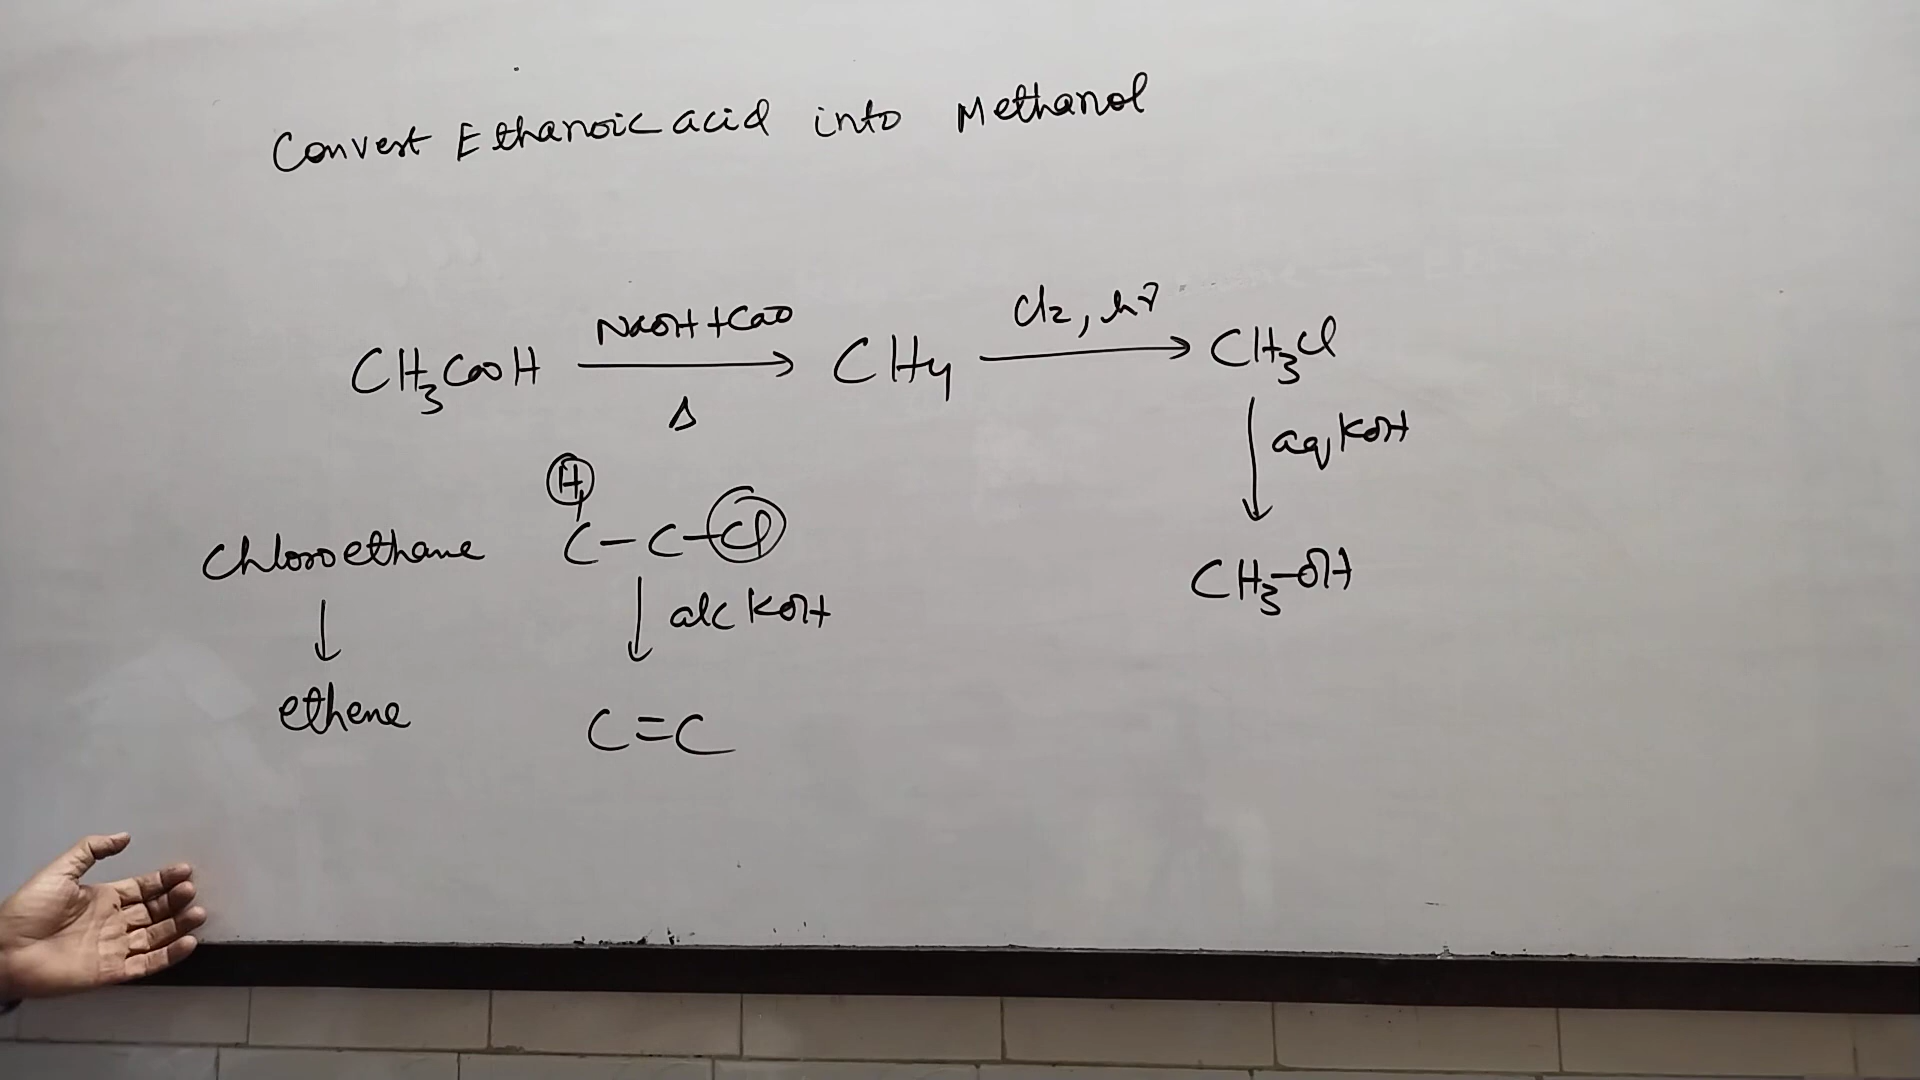 Convert Ethanoic acid into Methanol
NaOH + CaO
Cl2, hν
CH3COOH → CH4 → CH3Cl
Δ
aq KOH
CH3-OH
H
Chloroethane C-C-Cl
↓ ↓ alc KOH
ethene C=C